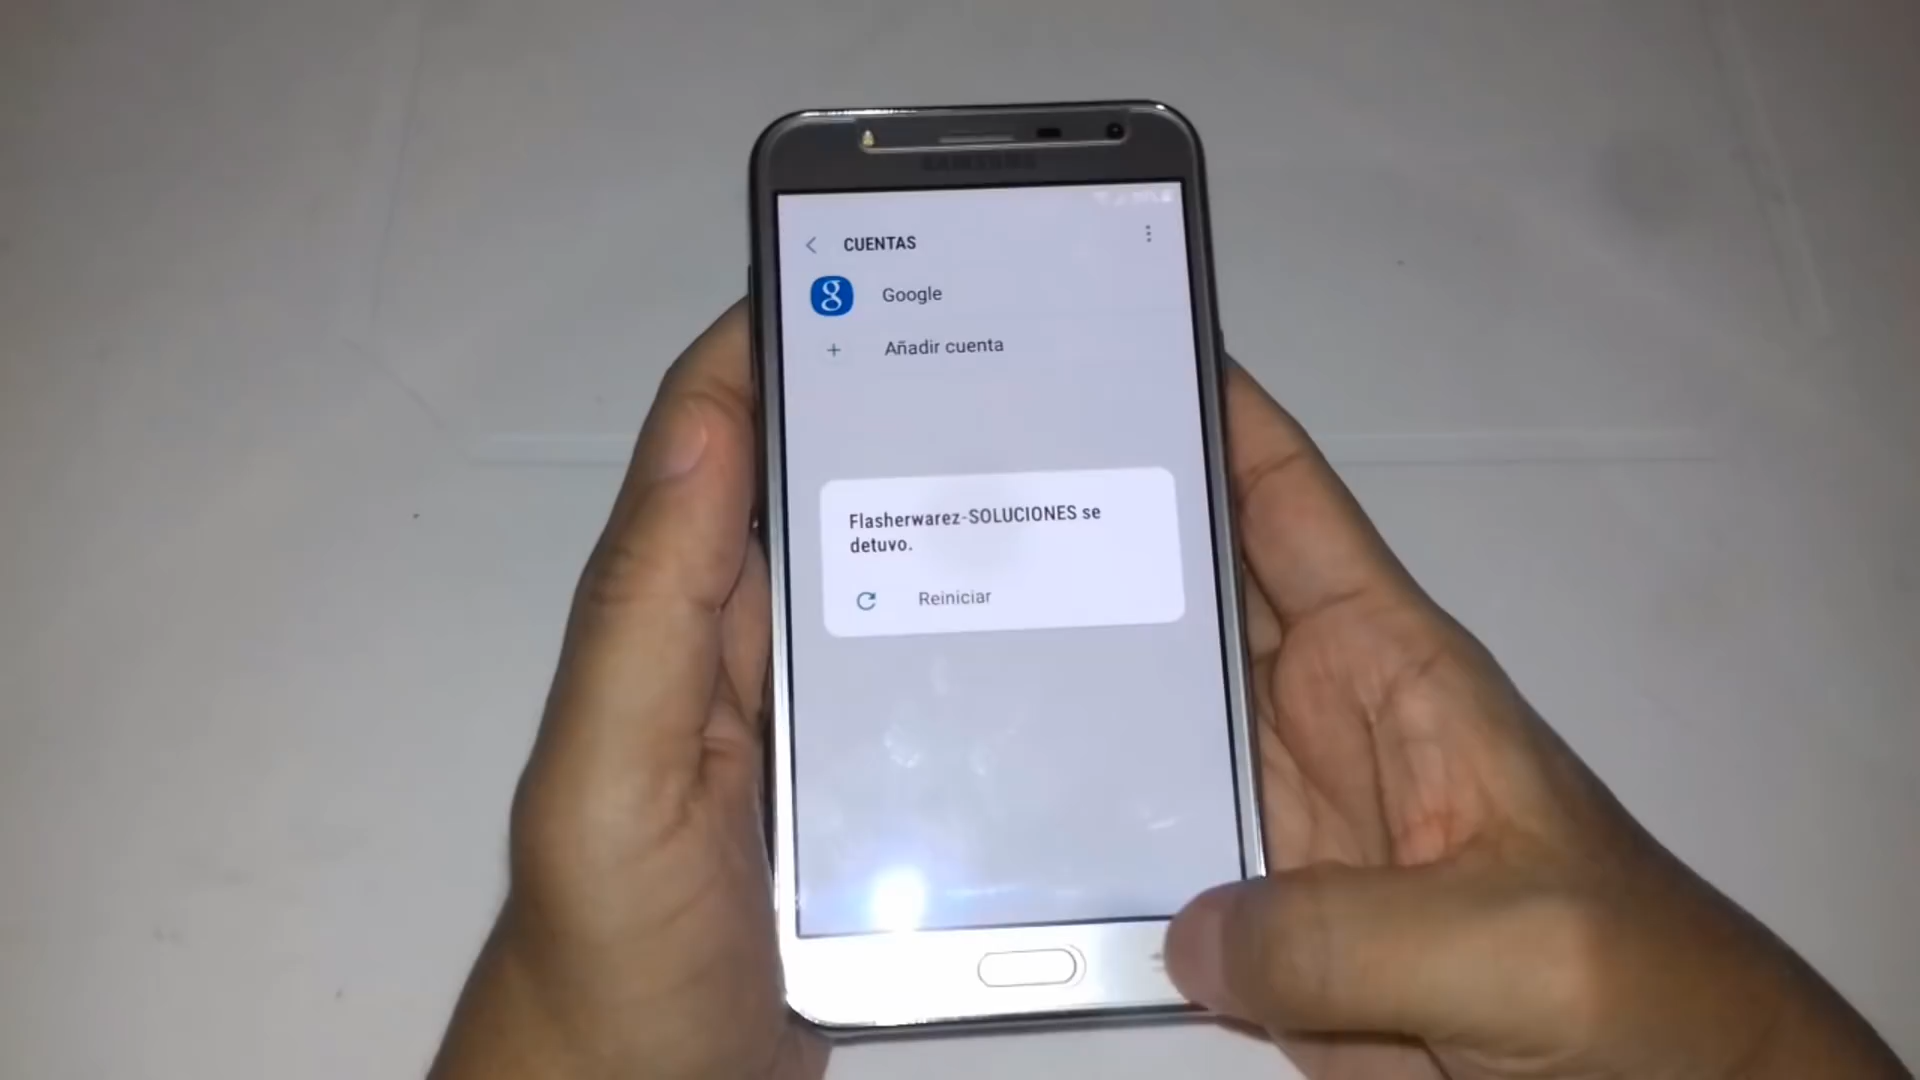 SAMSUNG
CUENTAS
Google
Añadir cuenta
Flasherwarez-SOLUCIONES se
detuvo.
Reiniciar